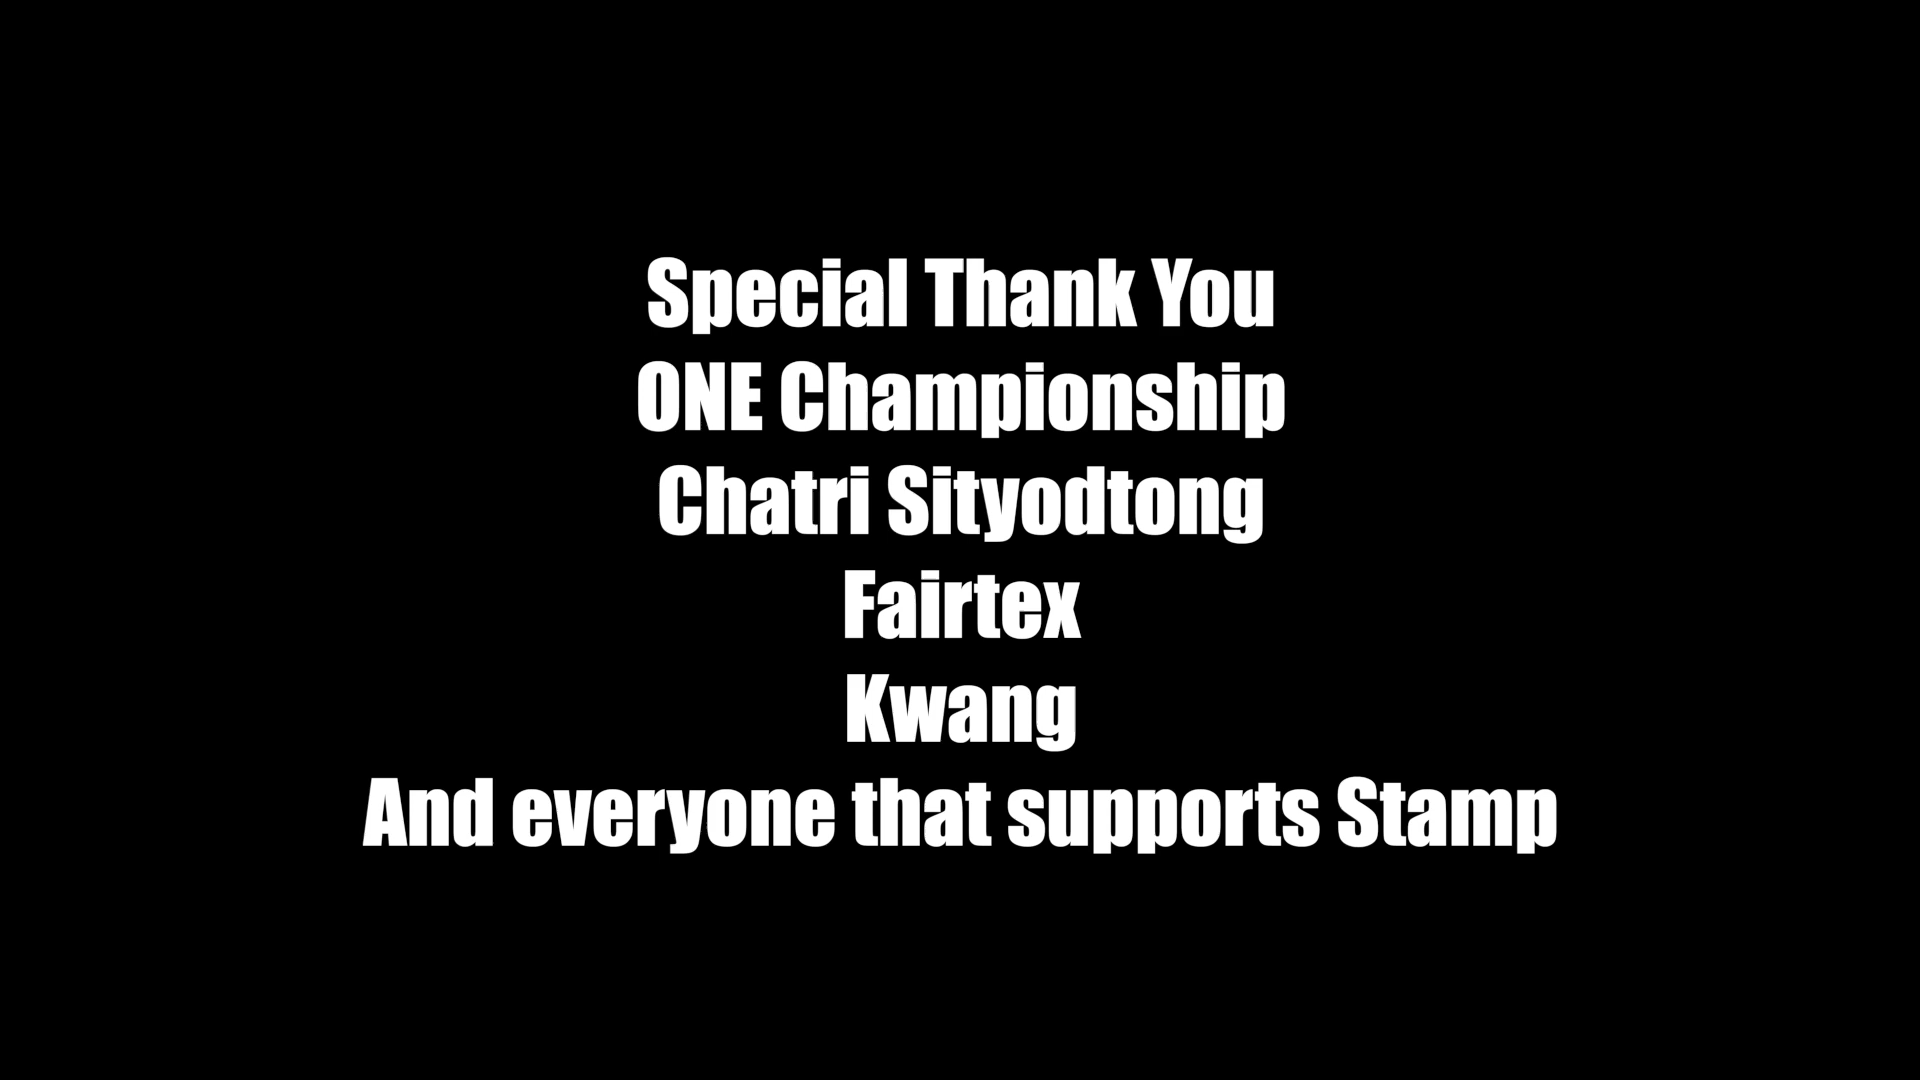 Special Thank You
ONE Championship
Chatri Sityodtong
Fairtex
Kwang
And everyone that supports Stamp